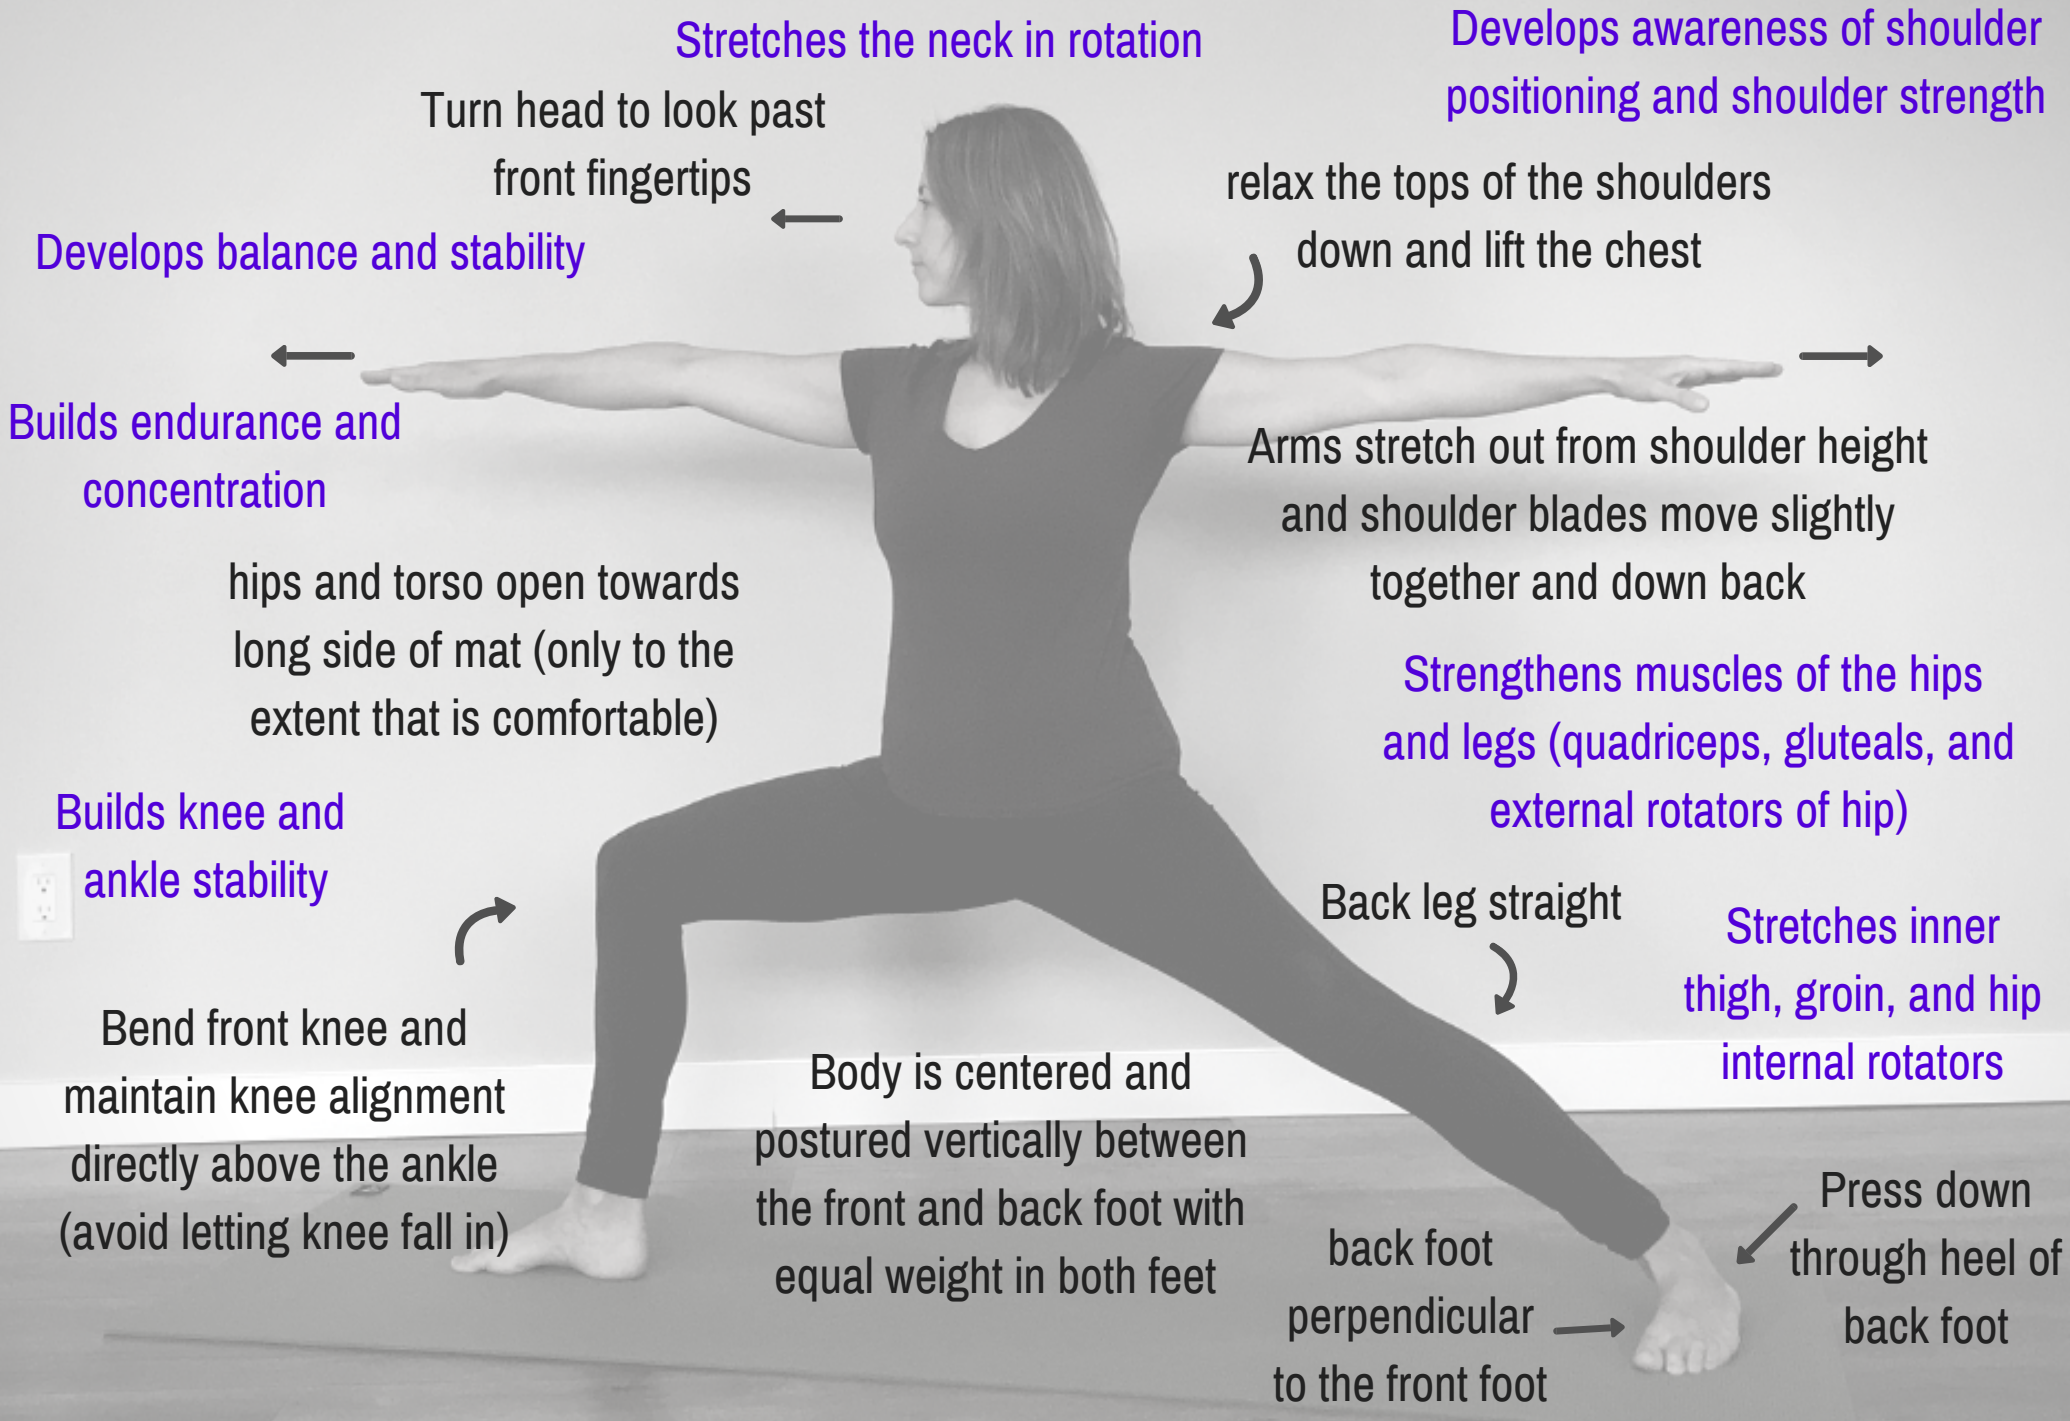 Stretches the neck in rotation
Develops awareness of shoulder
positioning and shoulder strength
Turn head to look past
front fingertips
relax the tops of the shoulders
down and lift the chest
Develops balance and stability
Builds endurance and
concentration
Arms stretch out from shoulder height
and shoulder blades move slightly
together and down back
hips and torso open towards
long side of mat (only to the
extent that is comfortable)
Strengthens muscles of the hips
and legs (quadriceps, gluteals, and
external rotators of hip)
Builds knee and
ankle stability
Back leg straight
Stretches inner
thigh, groin, and hip
internal rotators
Bend front knee and
maintain knee alignment
directly above the ankle
(avoid letting knee fall in)
Body is centered and
postured vertically between
the front and back foot with
equal weight in both feet
back foot
perpendicular
to the front foot
Press down
through heel of
back foot